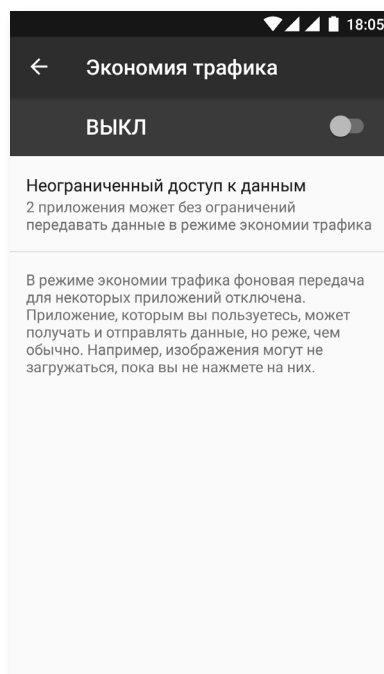 18:05
Экономия трафика
ВЫКЛ
Неограниченный доступ к данным
2 приложения может без ограничений
передавать данные в режиме экономии трафика
В режиме экономии трафика фоновая передача
для некоторых приложений отключена.
Приложение, которым вы пользуетесь, может
получать и отправлять данные, но реже, чем
обычно. Например, изображения могут не
загружаться, пока вы не нажмете на них.